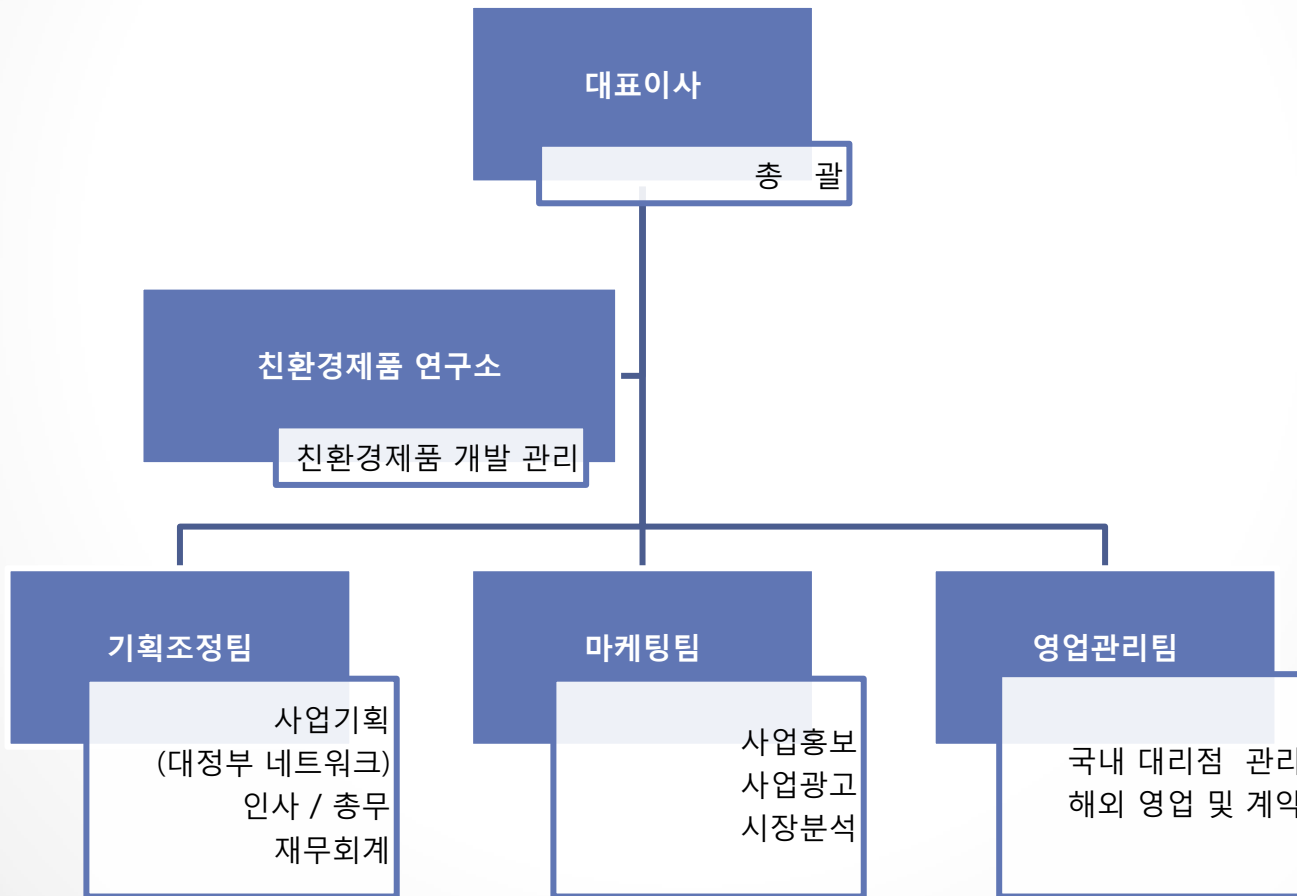 대표이사
총 괄
친환경제품 연구소
친환경제품 개발 관리
기획조정팀
사업기획
(대정부 네트워크)
인사 / 총무
재무회계
마케팅팀
사업홍보
사업광고
시장분석
영업관리팀
국내 대리점 관리
해외 영업 및 계약